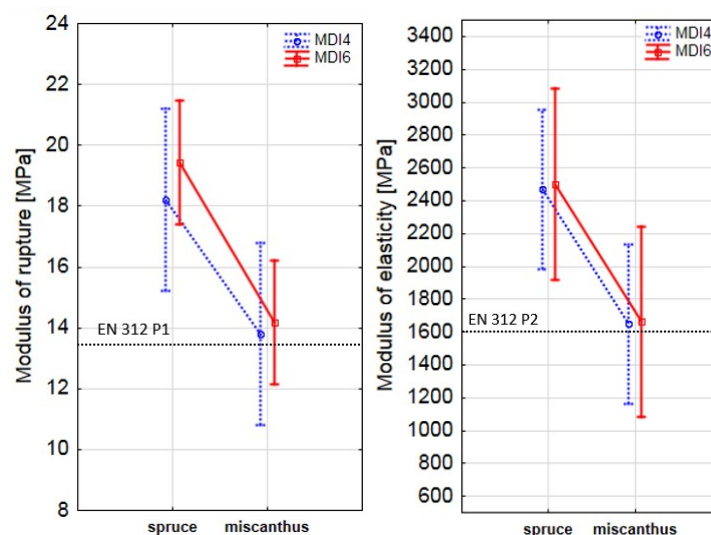 Modulus of rupture [MPa]
24
22
20
18
16
14
12
10
8
MDI4
MDI6
EN 312 P1
spruce miscanthus
Modulus of elasticity [MPa]
3400
3200
3000
2800
2600
2400
2200
2000
1800
1600
1400
1200
1000
800
600
MDI4
MDI6
EN 312 P2
spruce miscanthus